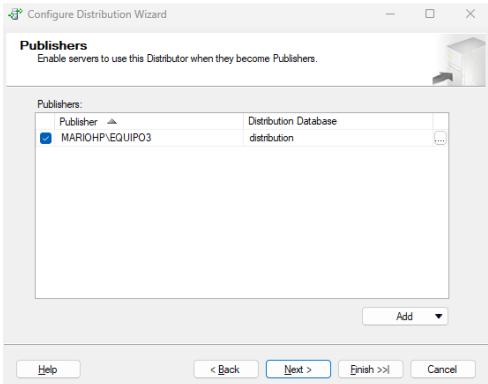 Configure Distribution Wizard
Publishers
Enable servers to use this Distributor when they become Publishers.
Publishers:
Publisher Distribution Database
MARIOHP\EQUIPO3 distribution ...
Add
Help < Back Next > Finish >>| Cancel